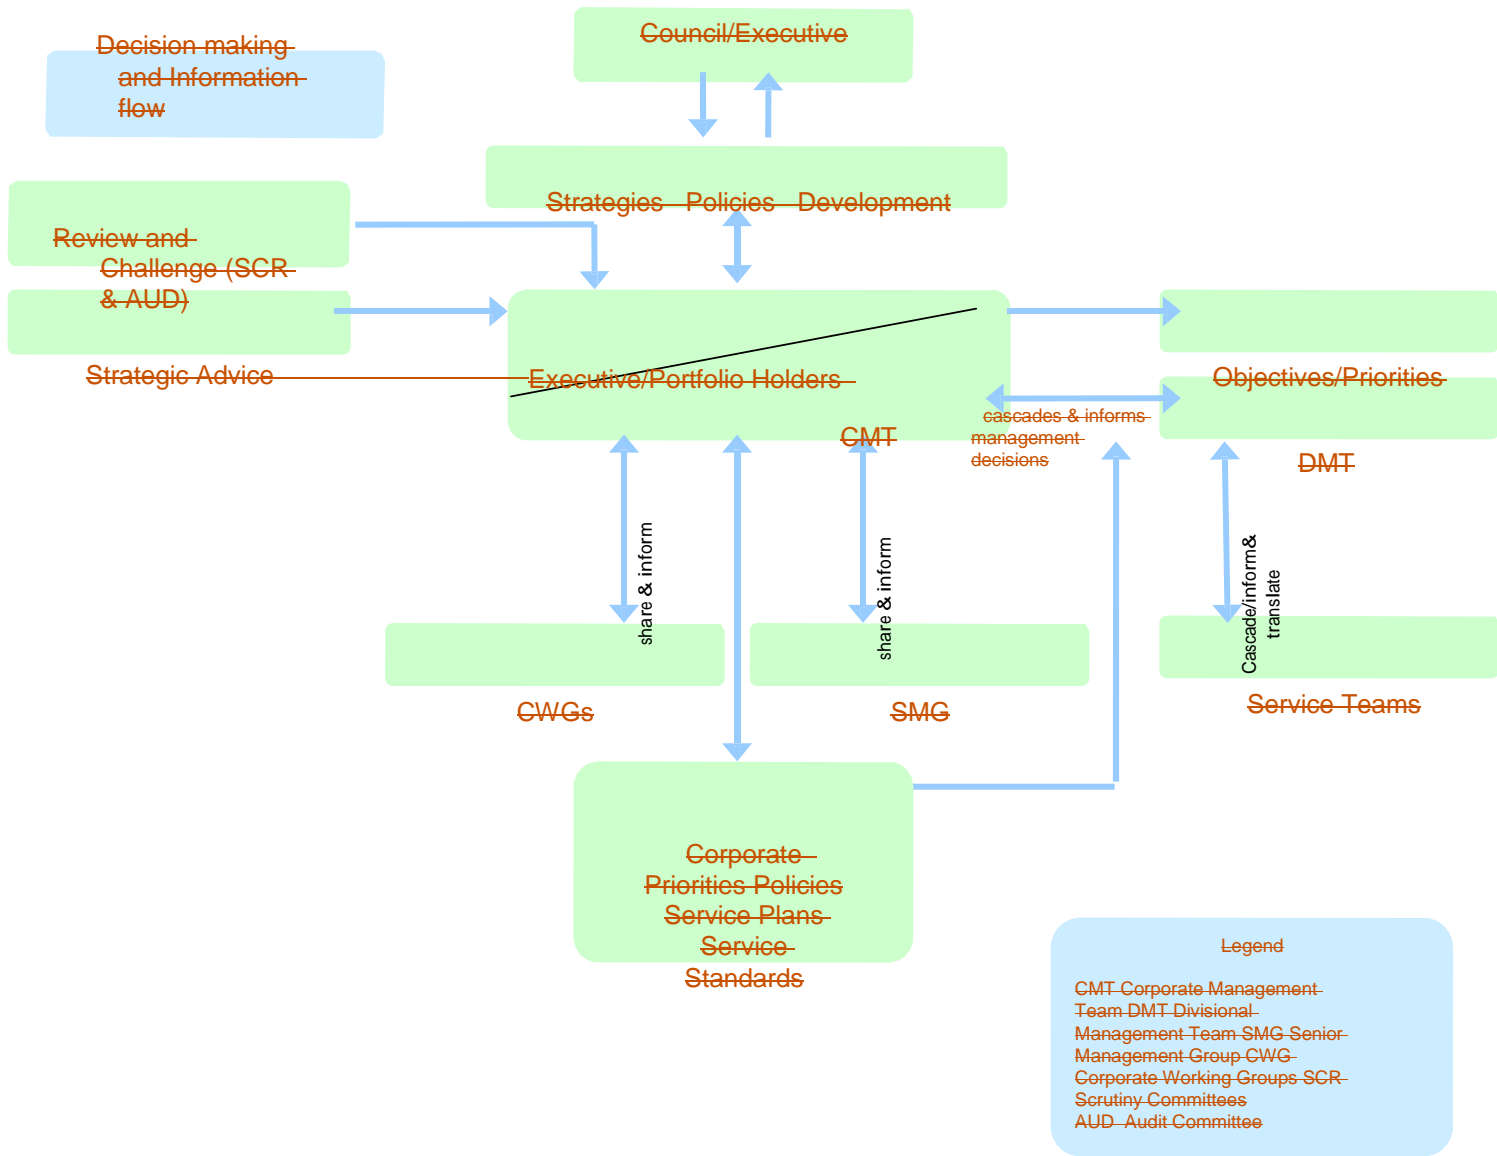 Decision making
and Information
flow
Council/Executive
Strategies Policies Development
Review and
Challenge (SCR
& AUD)
Strategic Advice
Executive/Portfolio Holders
CMT
Objectives/Priorities
cascades & informs
management
decisions
DMT
share & inform
share & inform
Cascade/inform&
translate
CWGs
SMG
Service Teams
Corporate
Priorities Policies
Service Plans
Service
Standards
Legend
CMT Corporate Management
Team DMT Divisional
Management Team SMG Senior
Management Group CWG
Corporate Working Groups SCR
Scrutiny Committees
AUD Audit Committee